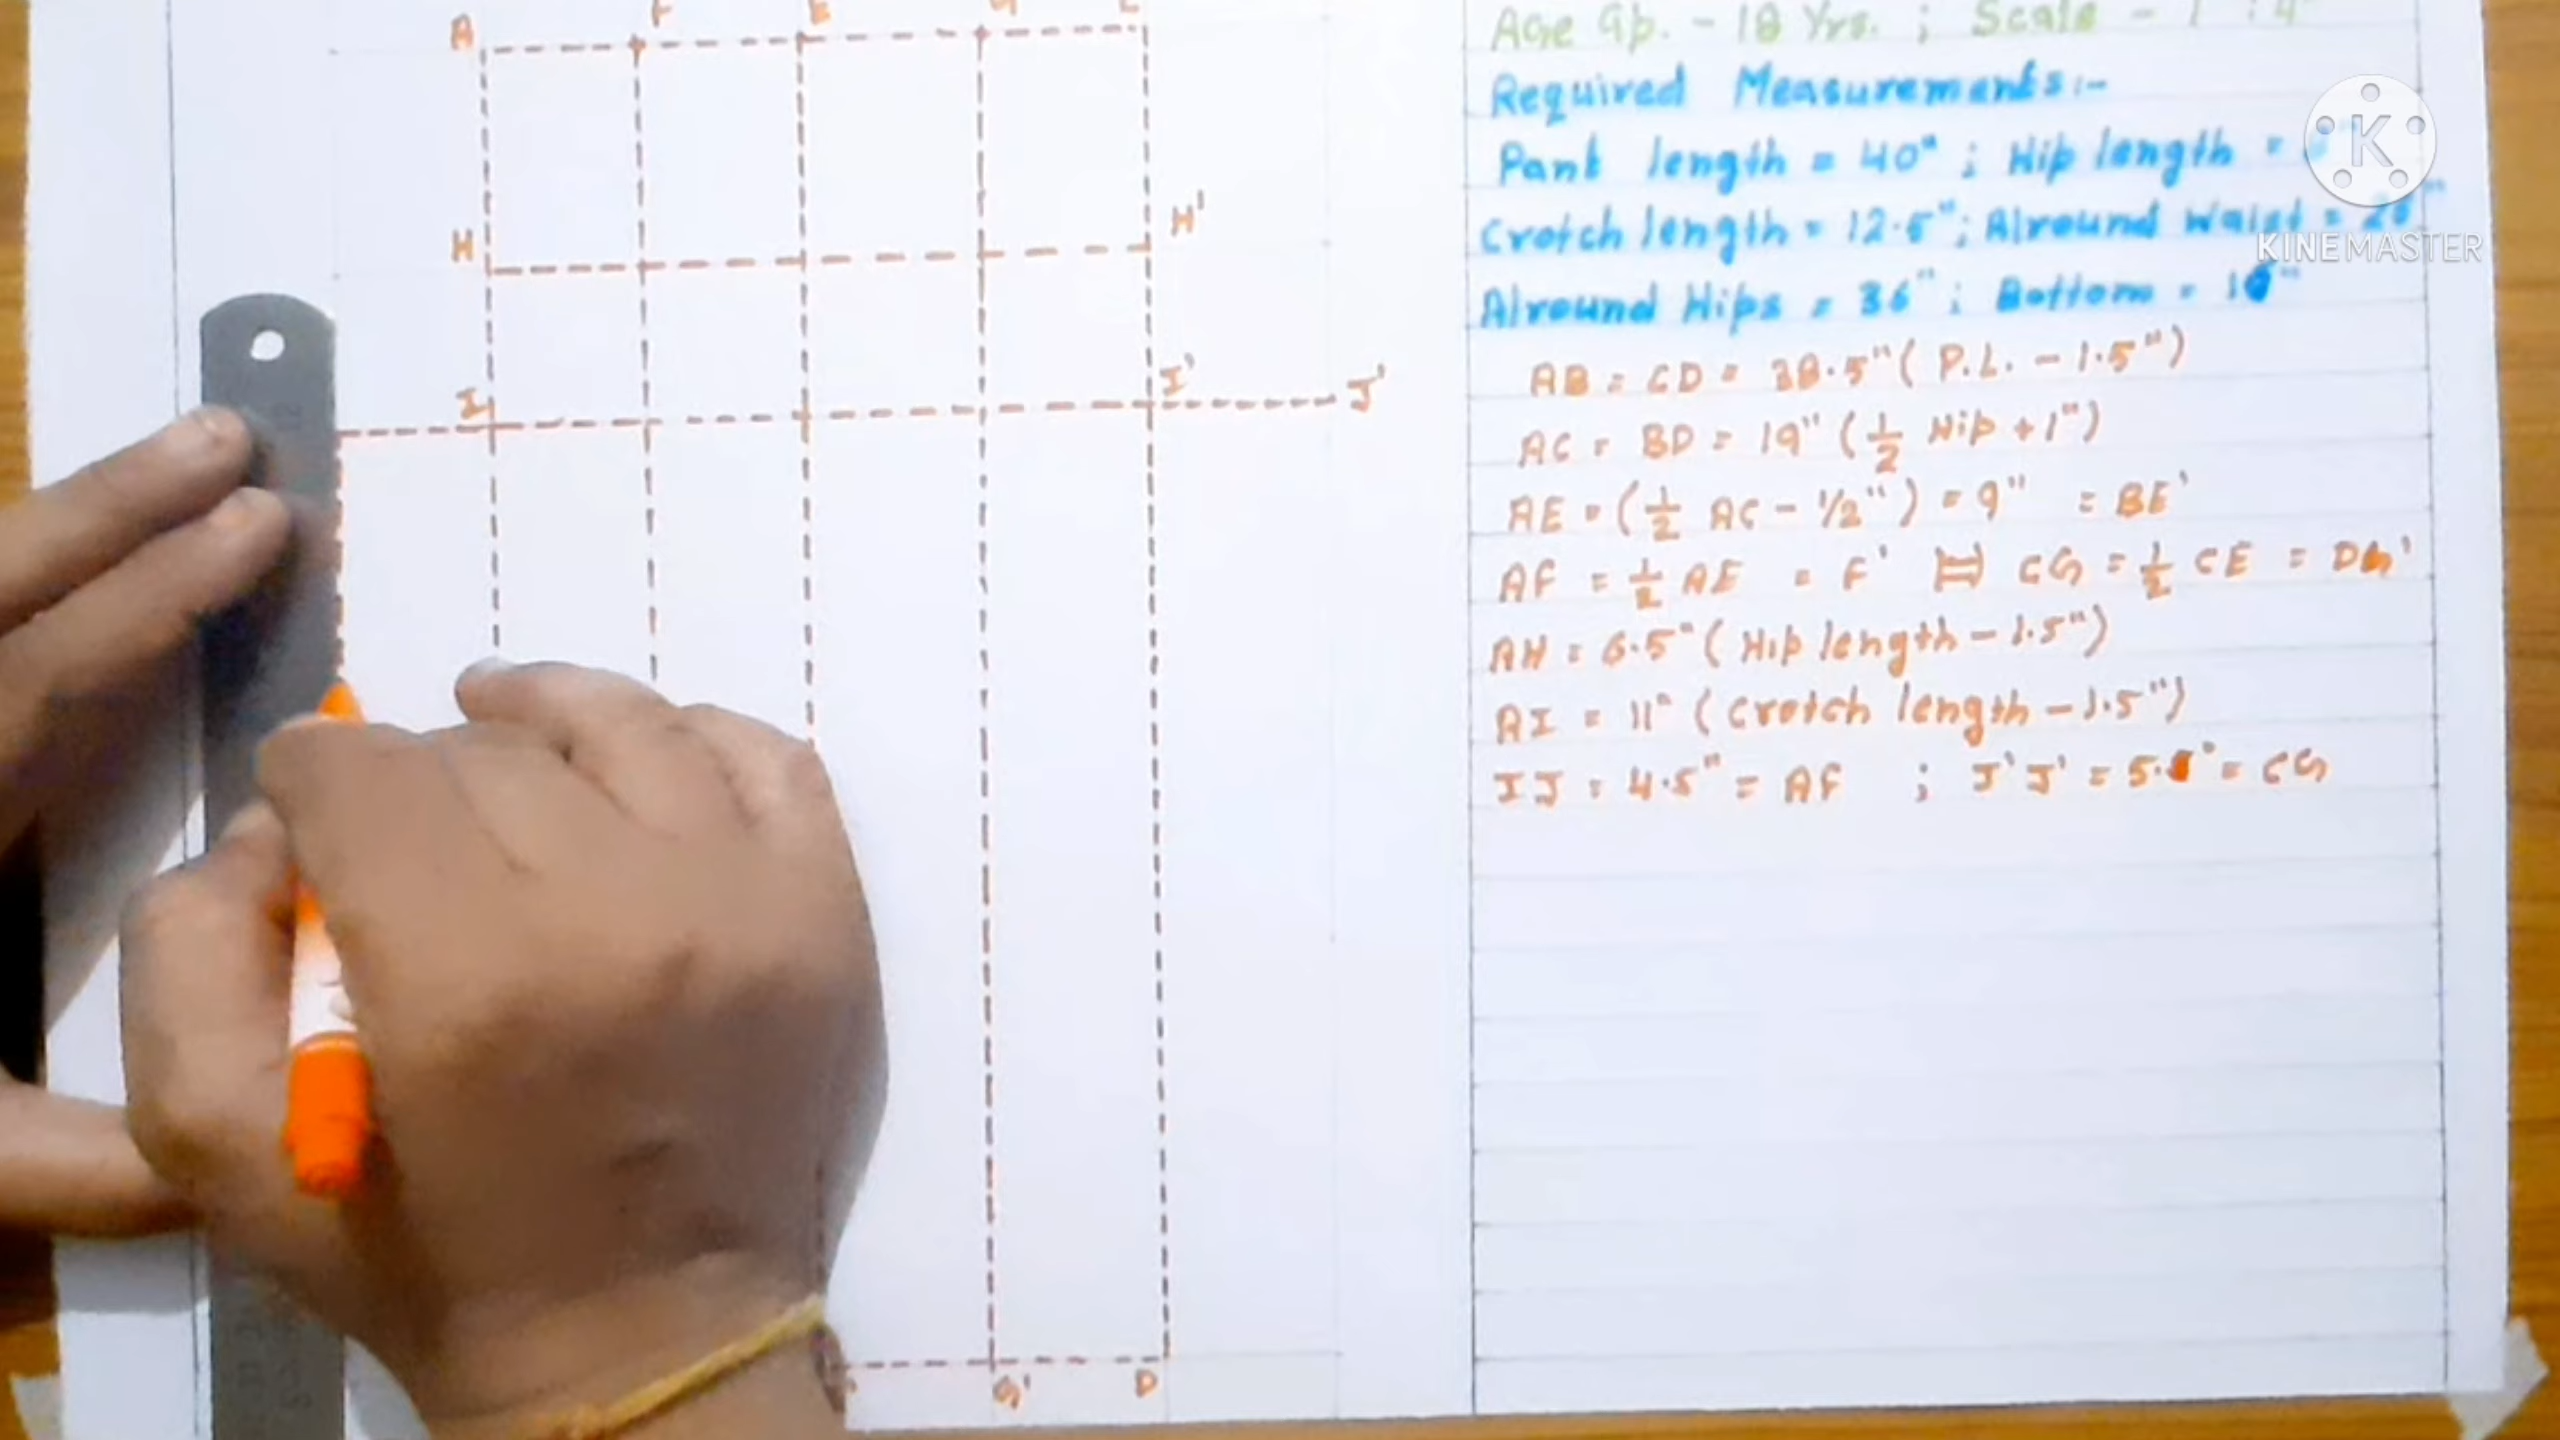 A F E G C
Age Gp. - 18 Yrs. ; Scale - 1" : 4"
Required Measurements:-
Pant length = 40" ; Hip length =
Crotch length = 12.5" ; Alround Waist = 28"
KINEMASTER
Alround Hips = 36" ; Bottom =
AB = CD = 38.5" ( P.L. - 1.5")
AC = BD = 19" ( 1/2 Hip + 1")
AE = ( 1/2 AC - 1/2" ) = 9" = BE'
AF = 1/2 AE = F' CG = 1/2 CE = DG'
AH = 6.5" ( Hip length - 1.5")
AI = 11" ( Crotch length - 1.5")
IJ = 4.5" = AF ; J'J' = = CG
H H'
I I' J'
G' D
K